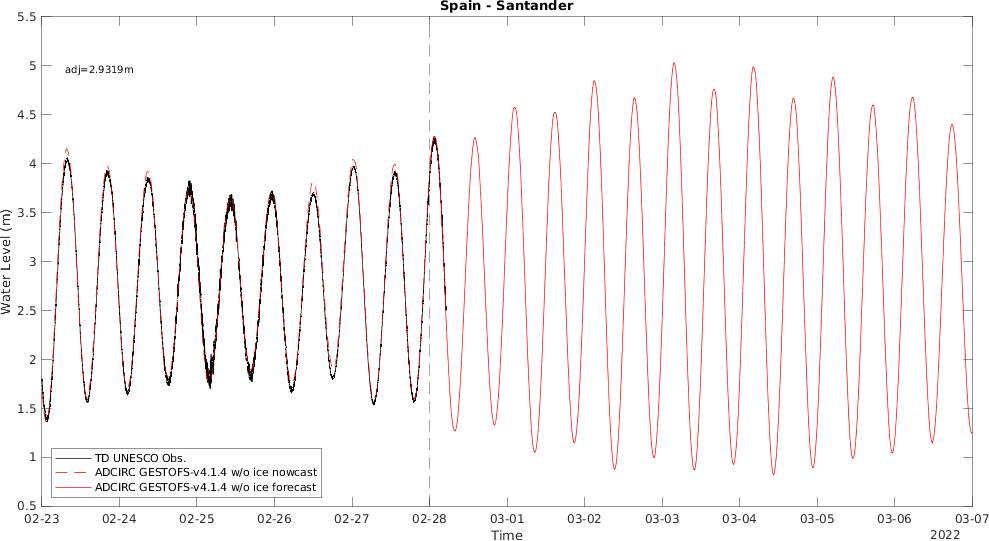 Spain - Santander
5.5
5
4.5
4
3.5
3
2.5
2
1.5
1
0.5
Water Level (m)
adj=2.9319m
TD UNESCO Obs.
ADCIRC GESTOFS-v4.1.4 w/o ice nowcast
ADCIRC GESTOFS-v4.1.4 w/o ice forecast
02-23 02-24 02-25 02-26 02-27 02-28 03-01 03-02 03-03 03-04 03-05 03-06 03-07
Time
2022